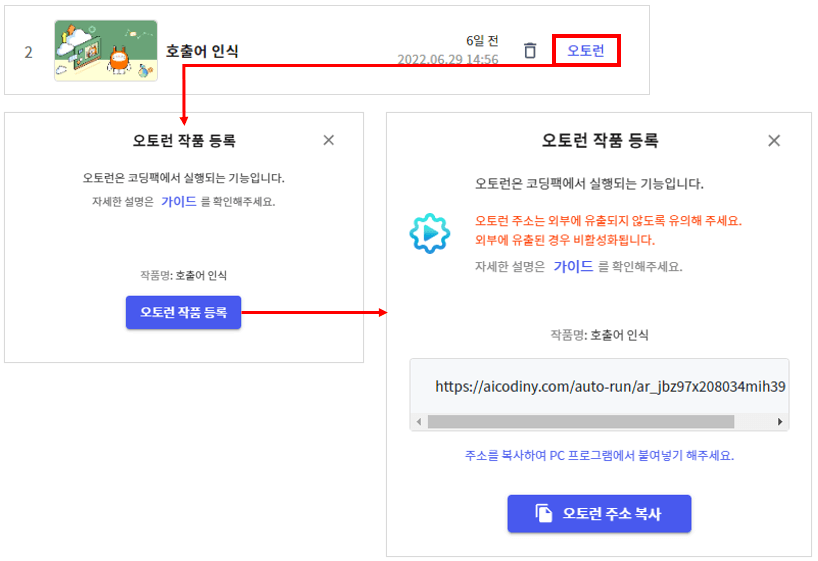 2
호출어 인식
6일 전
2022.06.29 14:56
오토런
오토런 작품 등록
오토런은 코딩팩에서 실행되는 기능입니다.
자세한 설명은 가이드 를 확인해주세요.
작품명: 호출어 인식
오토런 작품 등록
오토런 작품 등록
오토런은 코딩팩에서 실행되는 기능입니다.
오토런 주소는 외부에 유출되지 않도록 유의해 주세요.
외부에 유출된 경우 비활성화됩니다.
자세한 설명은 가이드 를 확인해주세요.
작품명: 호출어 인식
https://aicodiny.com/auto-run/ar_jbz97x208034mih39
주소를 복사하여 PC 프로그램에서 붙여넣기 해주세요.
오토런 주소 복사